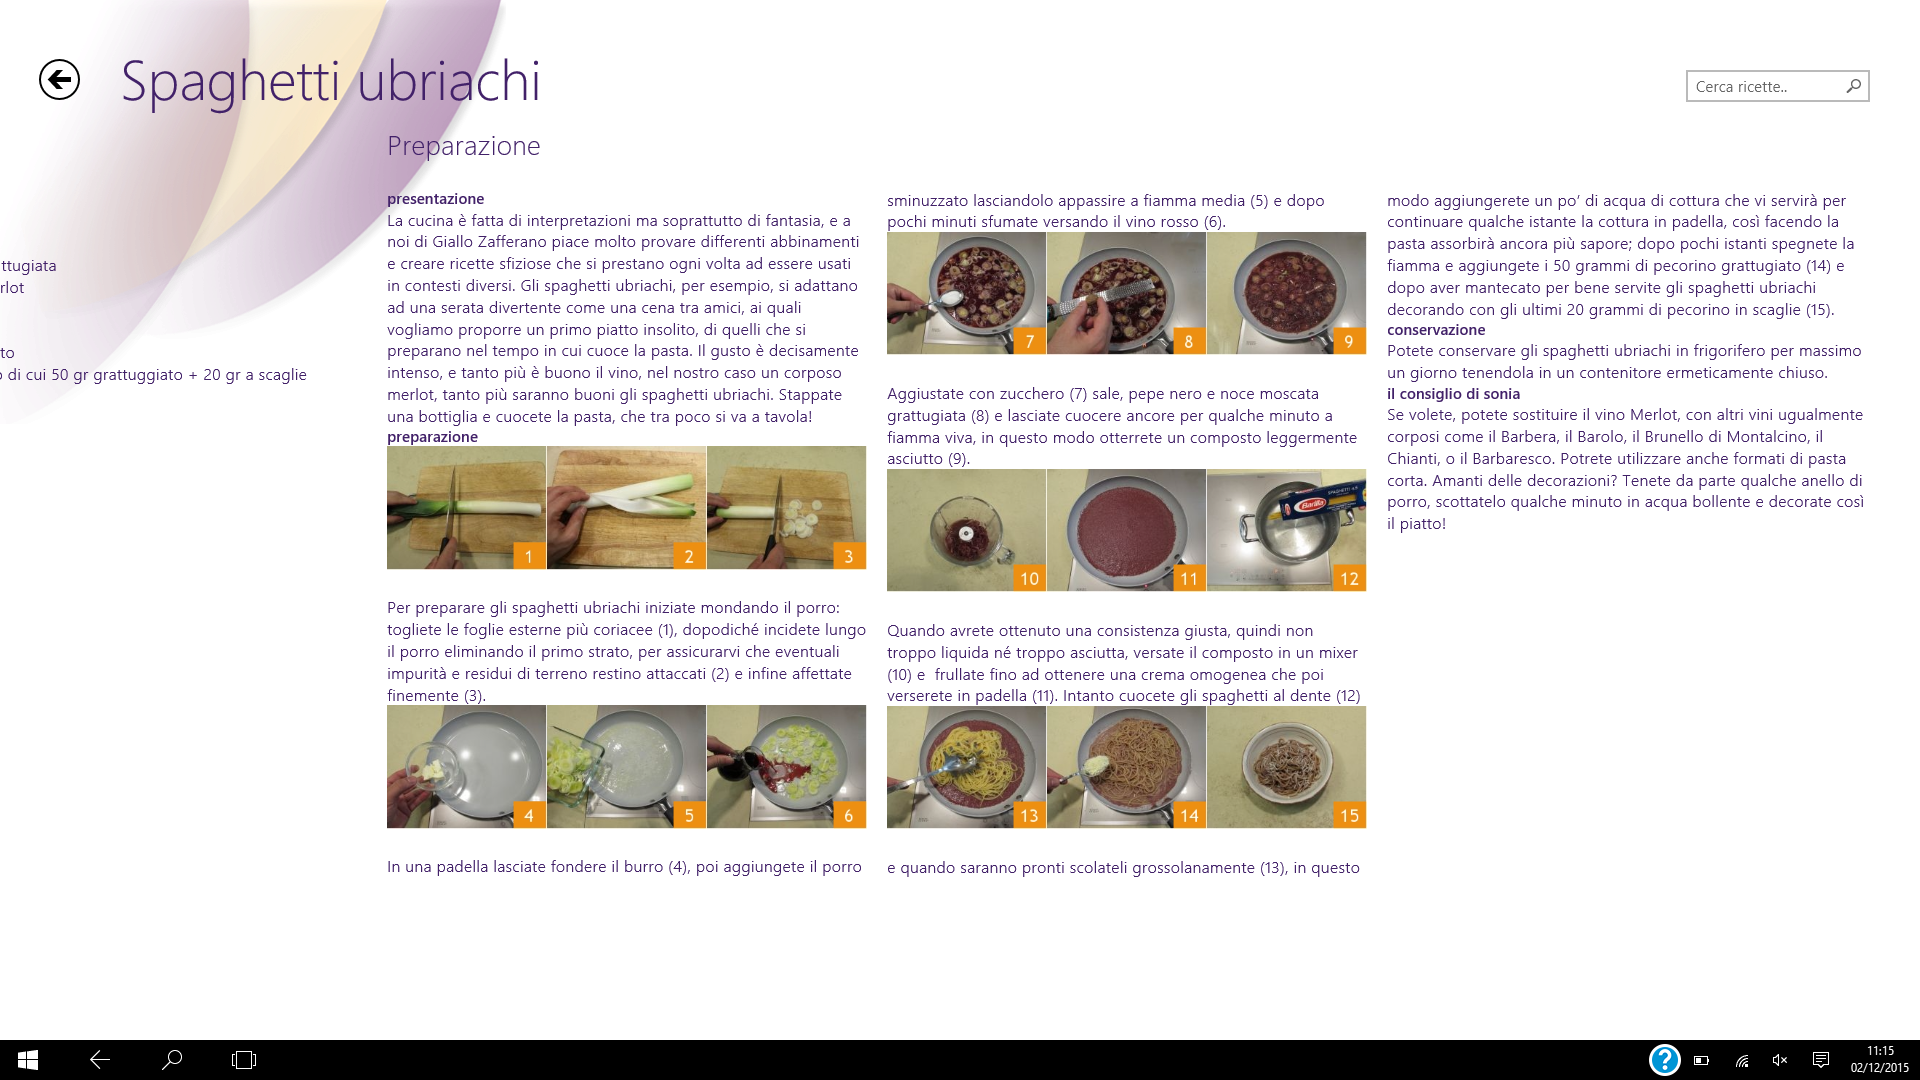 Spaghetti ubriachi
Cerca ricette..
ttugiata
rlot
to
o di cui 50 gr grattuggiato + 20 gr a scaglie
Preparazione
presentazione
La cucina è fatta di interpretazioni ma soprattutto di fantasia, e a
noi di Giallo Zafferano piace molto provare differenti abbinamenti
e creare ricette sfiziose che si prestano ogni volta ad essere usati
in contesti diversi. Gli spaghetti ubriachi, per esempio, si adattano
ad una serata divertente come una cena tra amici, ai quali
vogliamo proporre un primo piatto insolito, di quelli che si
preparano nel tempo in cui cuoce la pasta. Il gusto è decisamente
intenso, e tanto più è buono il vino, nel nostro caso un corposo
merlot, tanto più saranno buoni gli spaghetti ubriachi. Stappate
una bottiglia e cuocete la pasta, che tra poco si va a tavola!
preparazione
1 2 3
Per preparare gli spaghetti ubriachi iniziate mondando il porro:
togliete le foglie esterne più coriacee (1), dopodiché incidete lungo
il porro eliminando il primo strato, per assicurarvi che eventuali
impurità e residui di terreno restino attaccati (2) e infine affettate
finemente (3).
4 5 6
In una padella lasciate fondere il burro (4), poi aggiungete il porro
sminuzzato lasciandolo appassire a fiamma media (5) e dopo
pochi minuti sfumate versando il vino rosso (6).
7 8 9
Aggiustate con zucchero (7) sale, pepe nero e noce moscata
grattugiata (8) e lasciate cuocere ancore per qualche minuto a
fiamma viva, in questo modo otterrete un composto leggermente
asciutto (9).
SPAGHETTI
Barilla
10 11 12
Quando avrete ottenuto una consistenza giusta, quindi non
troppo liquida né troppo asciutta, versate il composto in un mixer
(10) e  frullate fino ad ottenere una crema omogenea che poi
verserete in padella (11). Intanto cuocete gli spaghetti al dente (12)
13 14 15
e quando saranno pronti scolateli grossolanamente (13), in questo
modo aggiungerete un po’ di acqua di cottura che vi servirà per
continuare qualche istante la cottura in padella, così facendo la
pasta assorbirà ancora più sapore; dopo pochi istanti spegnete la
fiamma e aggiungete i 50 grammi di pecorino grattugiato (14) e
dopo aver mantecato per bene servite gli spaghetti ubriachi
decorando con gli ultimi 20 grammi di pecorino in scaglie (15).
conservazione
Potete conservare gli spaghetti ubriachi in frigorifero per massimo
un giorno tenendola in un contenitore ermeticamente chiuso.
il consiglio di sonia
Se volete, potete sostituire il vino Merlot, con altri vini ugualmente
corposi come il Barbera, il Barolo, il Brunello di Montalcino, il
Chianti, o il Barbaresco. Potrete utilizzare anche formati di pasta
corta. Amanti delle decorazioni? Tenete da parte qualche anello di
porro, scottatelo qualche minuto in acqua bollente e decorate così
il piatto!
?
11:15
02/12/2015